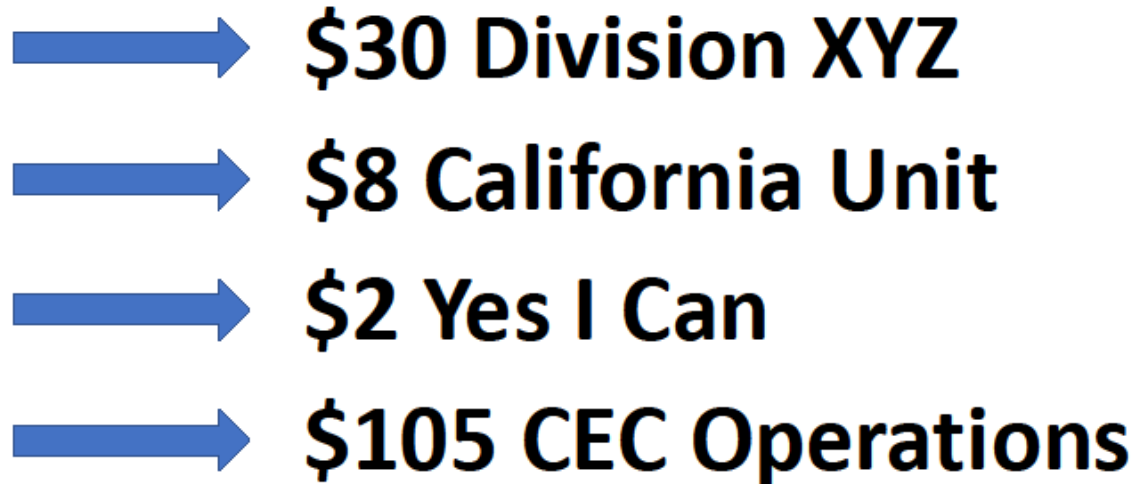 $30 Division XYZ
$8 California Unit
$2 Yes I Can
$105 CEC Operations